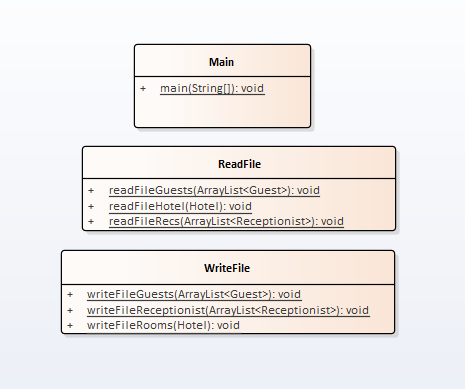 Main
+ main(String[]): void
ReadFile
+ readFileGuests(ArrayList<Guest>): void
+ readFileHotel(Hotel): void
+ readFileRecs(ArrayList<Receptionist>): void
WriteFile
+ writeFileGuests(ArrayList<Guest>): void
+ writeFileReceptionist(ArrayList<Receptionist>): void
+ writeFileRooms(Hotel): void